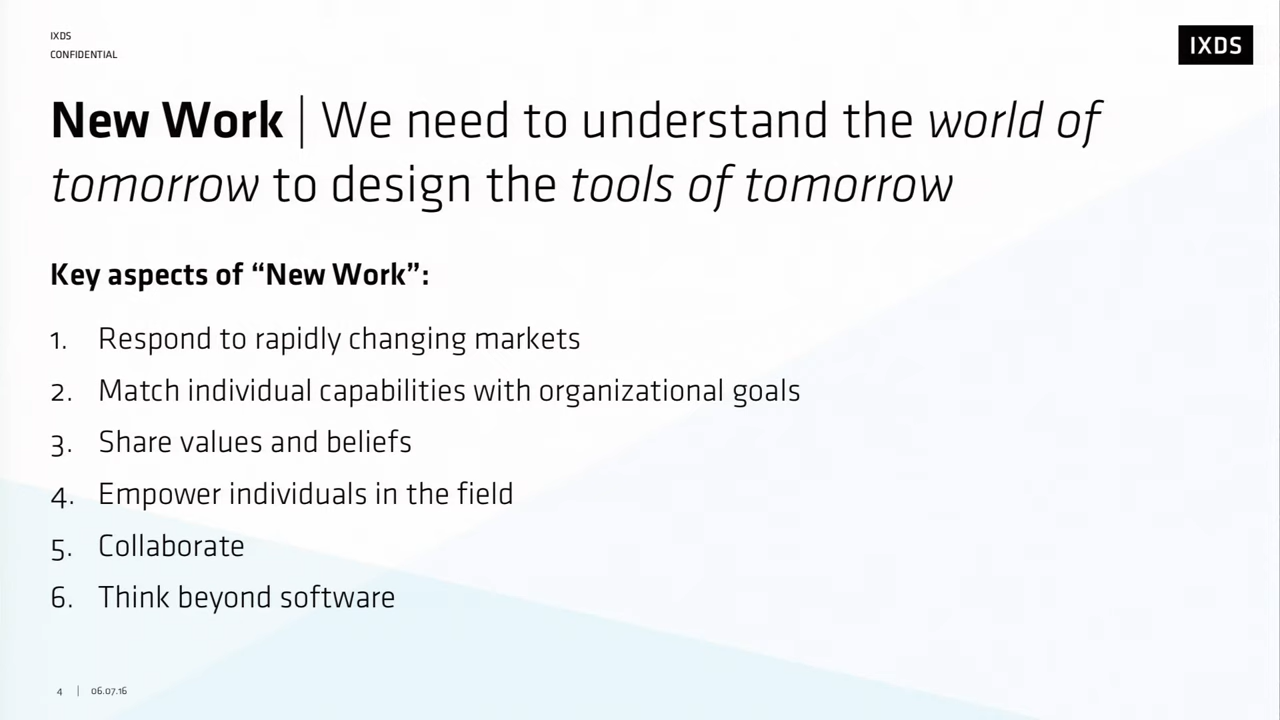 IXDS
CONFIDENTIAL
IXDS
New Work | We need to understand the world of
tomorrow to design the tools of tomorrow
Key aspects of “New Work”:
1. Respond to rapidly changing markets
2. Match individual capabilities with organizational goals
3. Share values and beliefs
4. Empower individuals in the field
5. Collaborate
6. Think beyond software
4 | 06.07.16